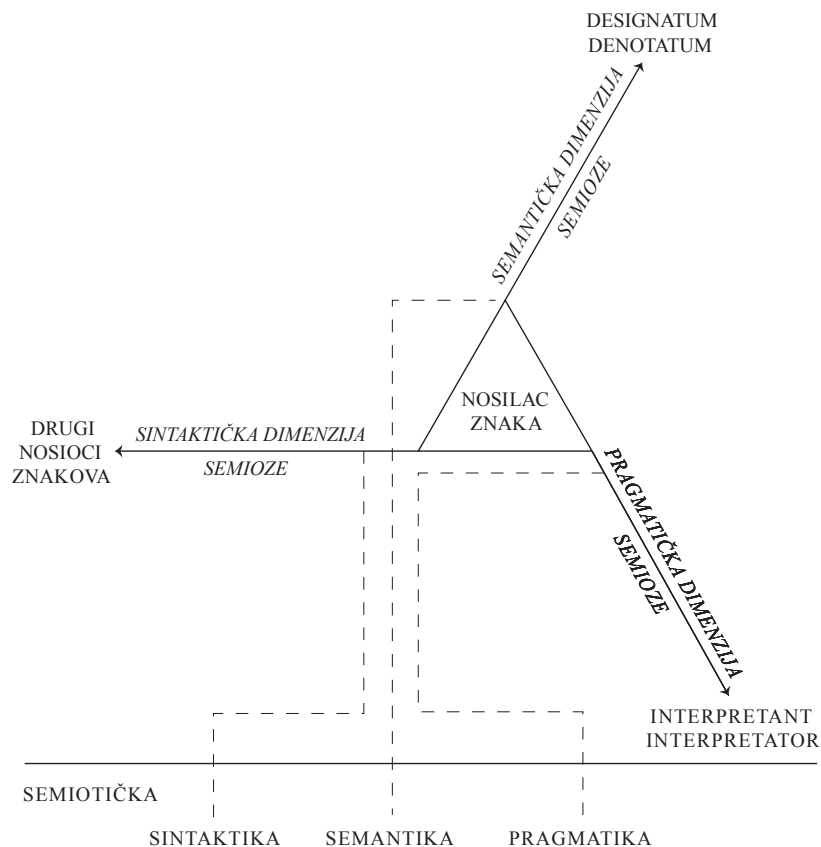 DESIGNATUM
DENOTATUM
SEMANTIČKA DIMENZIJA
SEMIOZE
NOSILAC
ZNAKA
DRUGI
NOSIOCI
ZNAKOVA
SINTAKTIČKA DIMENZIJA
SEMIOZE
PRAGMATIČKA DIMENZIJA
SEMIOZE
INTERPRETANT
INTERPRETATOR
SEMIOTIČKA
SINTAKTIKA
SEMANTIKA
PRAGMATIKA